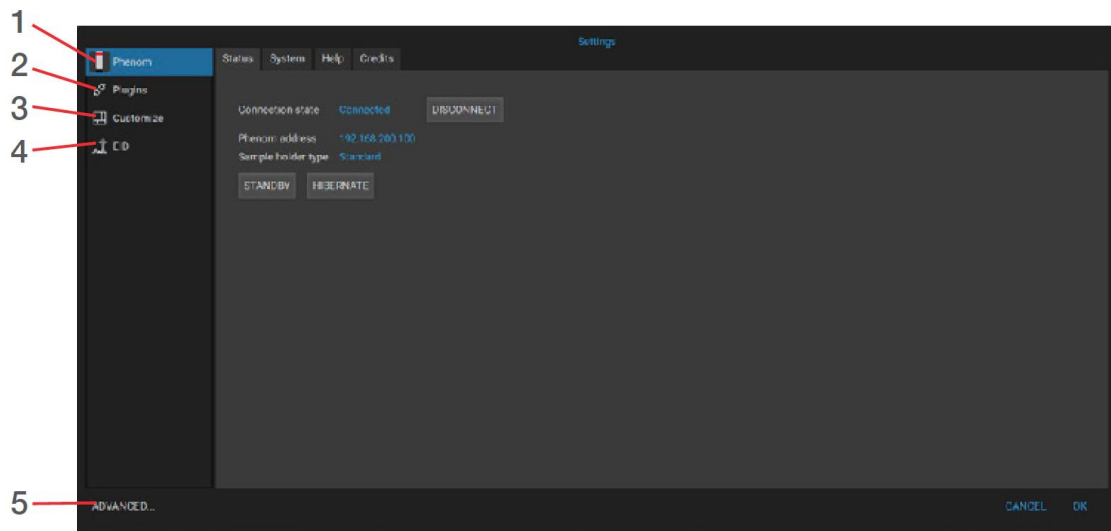 Settings
1 Phenom
2 Plugins
3 Customize
4 EID
5 ADVANCED...
Status System Help Credits
Connection state Connected DISCONNECT
Phenom address 192.168.200.100
Sample holder type Standard
STANDBY HIBERNATE
CANCEL OK